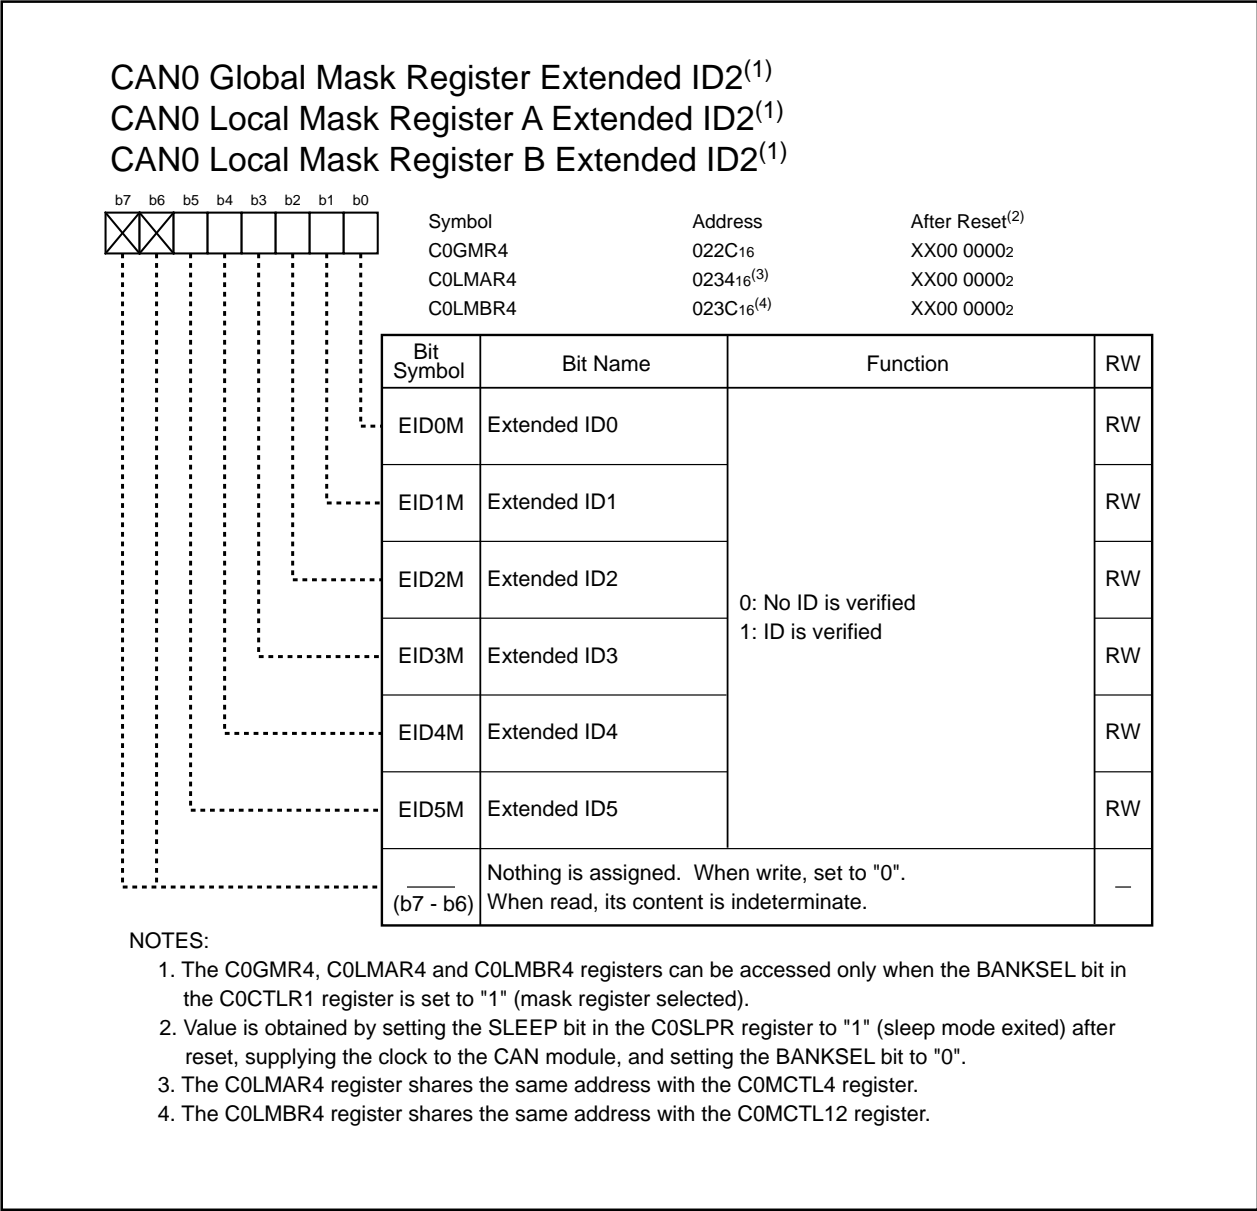 CAN0 Global Mask Register Extended ID2(1)
CAN0 Local Mask Register A Extended ID2(1)
CAN0 Local Mask Register B Extended ID2(1)
b7 b6 b5 b4 b3 b2 b1 b0
Symbol Address After Reset(2)
C0GMR4 022C16 XX00 00002
C0LMAR4 023416(3) XX00 00002
C0LMBR4 023C16(4) XX00 00002
Bit Symbol Bit Name Function RW
EID0M Extended ID0 RW
EID1M Extended ID1 RW
EID2M Extended ID2 RW
0: No ID is verified
1: ID is verified
EID3M Extended ID3 RW
EID4M Extended ID4 RW
EID5M Extended ID5 RW
(b7 - b6) Nothing is assigned. When write, set to "0".
When read, its content is indeterminate. —
NOTES:
1. The C0GMR4, C0LMAR4 and C0LMBR4 registers can be accessed only when the BANKSEL bit in
the C0CTLR1 register is set to "1" (mask register selected).
2. Value is obtained by setting the SLEEP bit in the C0SLPR register to "1" (sleep mode exited) after
reset, supplying the clock to the CAN module, and setting the BANKSEL bit to "0".
3. The C0LMAR4 register shares the same address with the C0MCTL4 register.
4. The C0LMBR4 register shares the same address with the C0MCTL12 register.